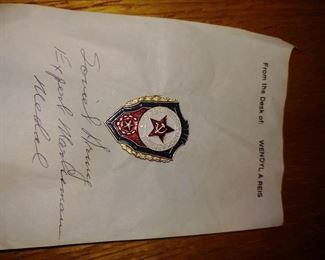 From the Desk of: WENDYL A REIS
Soviet Army
Expert Marksman
Medal